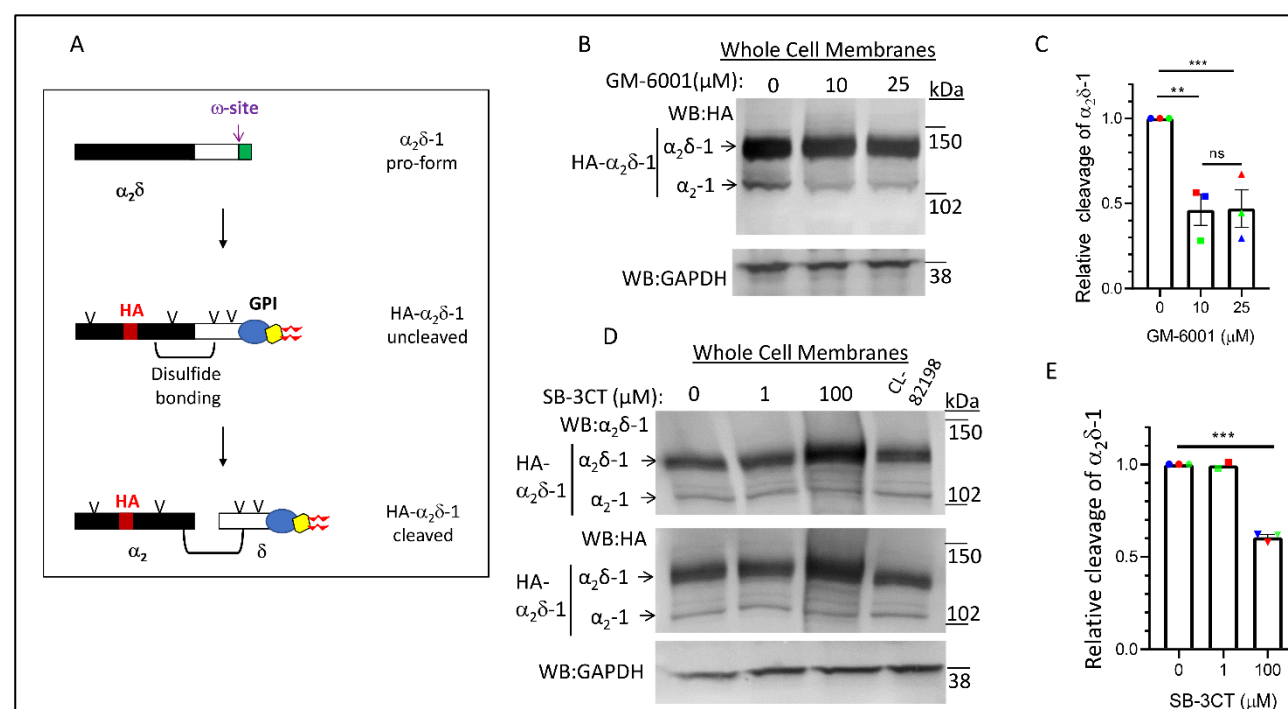 A
ω-site
α₂δ-1
pro-form
α₂δ
V
HA
V
V V
GPI
HA-α₂δ-1
uncleaved
Disulfide
bonding
V
HA
V
V V
HA-α₂δ-1
cleaved
α₂
δ
B
Whole Cell Membranes
GM-6001(μM): 0 10 25 kDa
WB:HA
HA-α₂δ-1
α₂δ-1
α₂-1
150
102
WB:GAPDH
38
C
Relative cleavage of α₂δ-1
***
**
ns
1.0
0.5
0.0
0 10 25
GM-6001 (μM)
D
Whole Cell Membranes
SB-3CT (μM): 0 1 100 CL-
82198
kDa
WB:α₂δ-1
HA-
α₂δ-1
α₂δ-1
α₂-1
150
102
WB:HA
HA-
α₂δ-1
α₂δ-1
α₂-1
150
102
WB:GAPDH
38
E
Relative cleavage of α₂δ-1
***
1.0
0.5
0.0
0 1 100
SB-3CT
(μM)